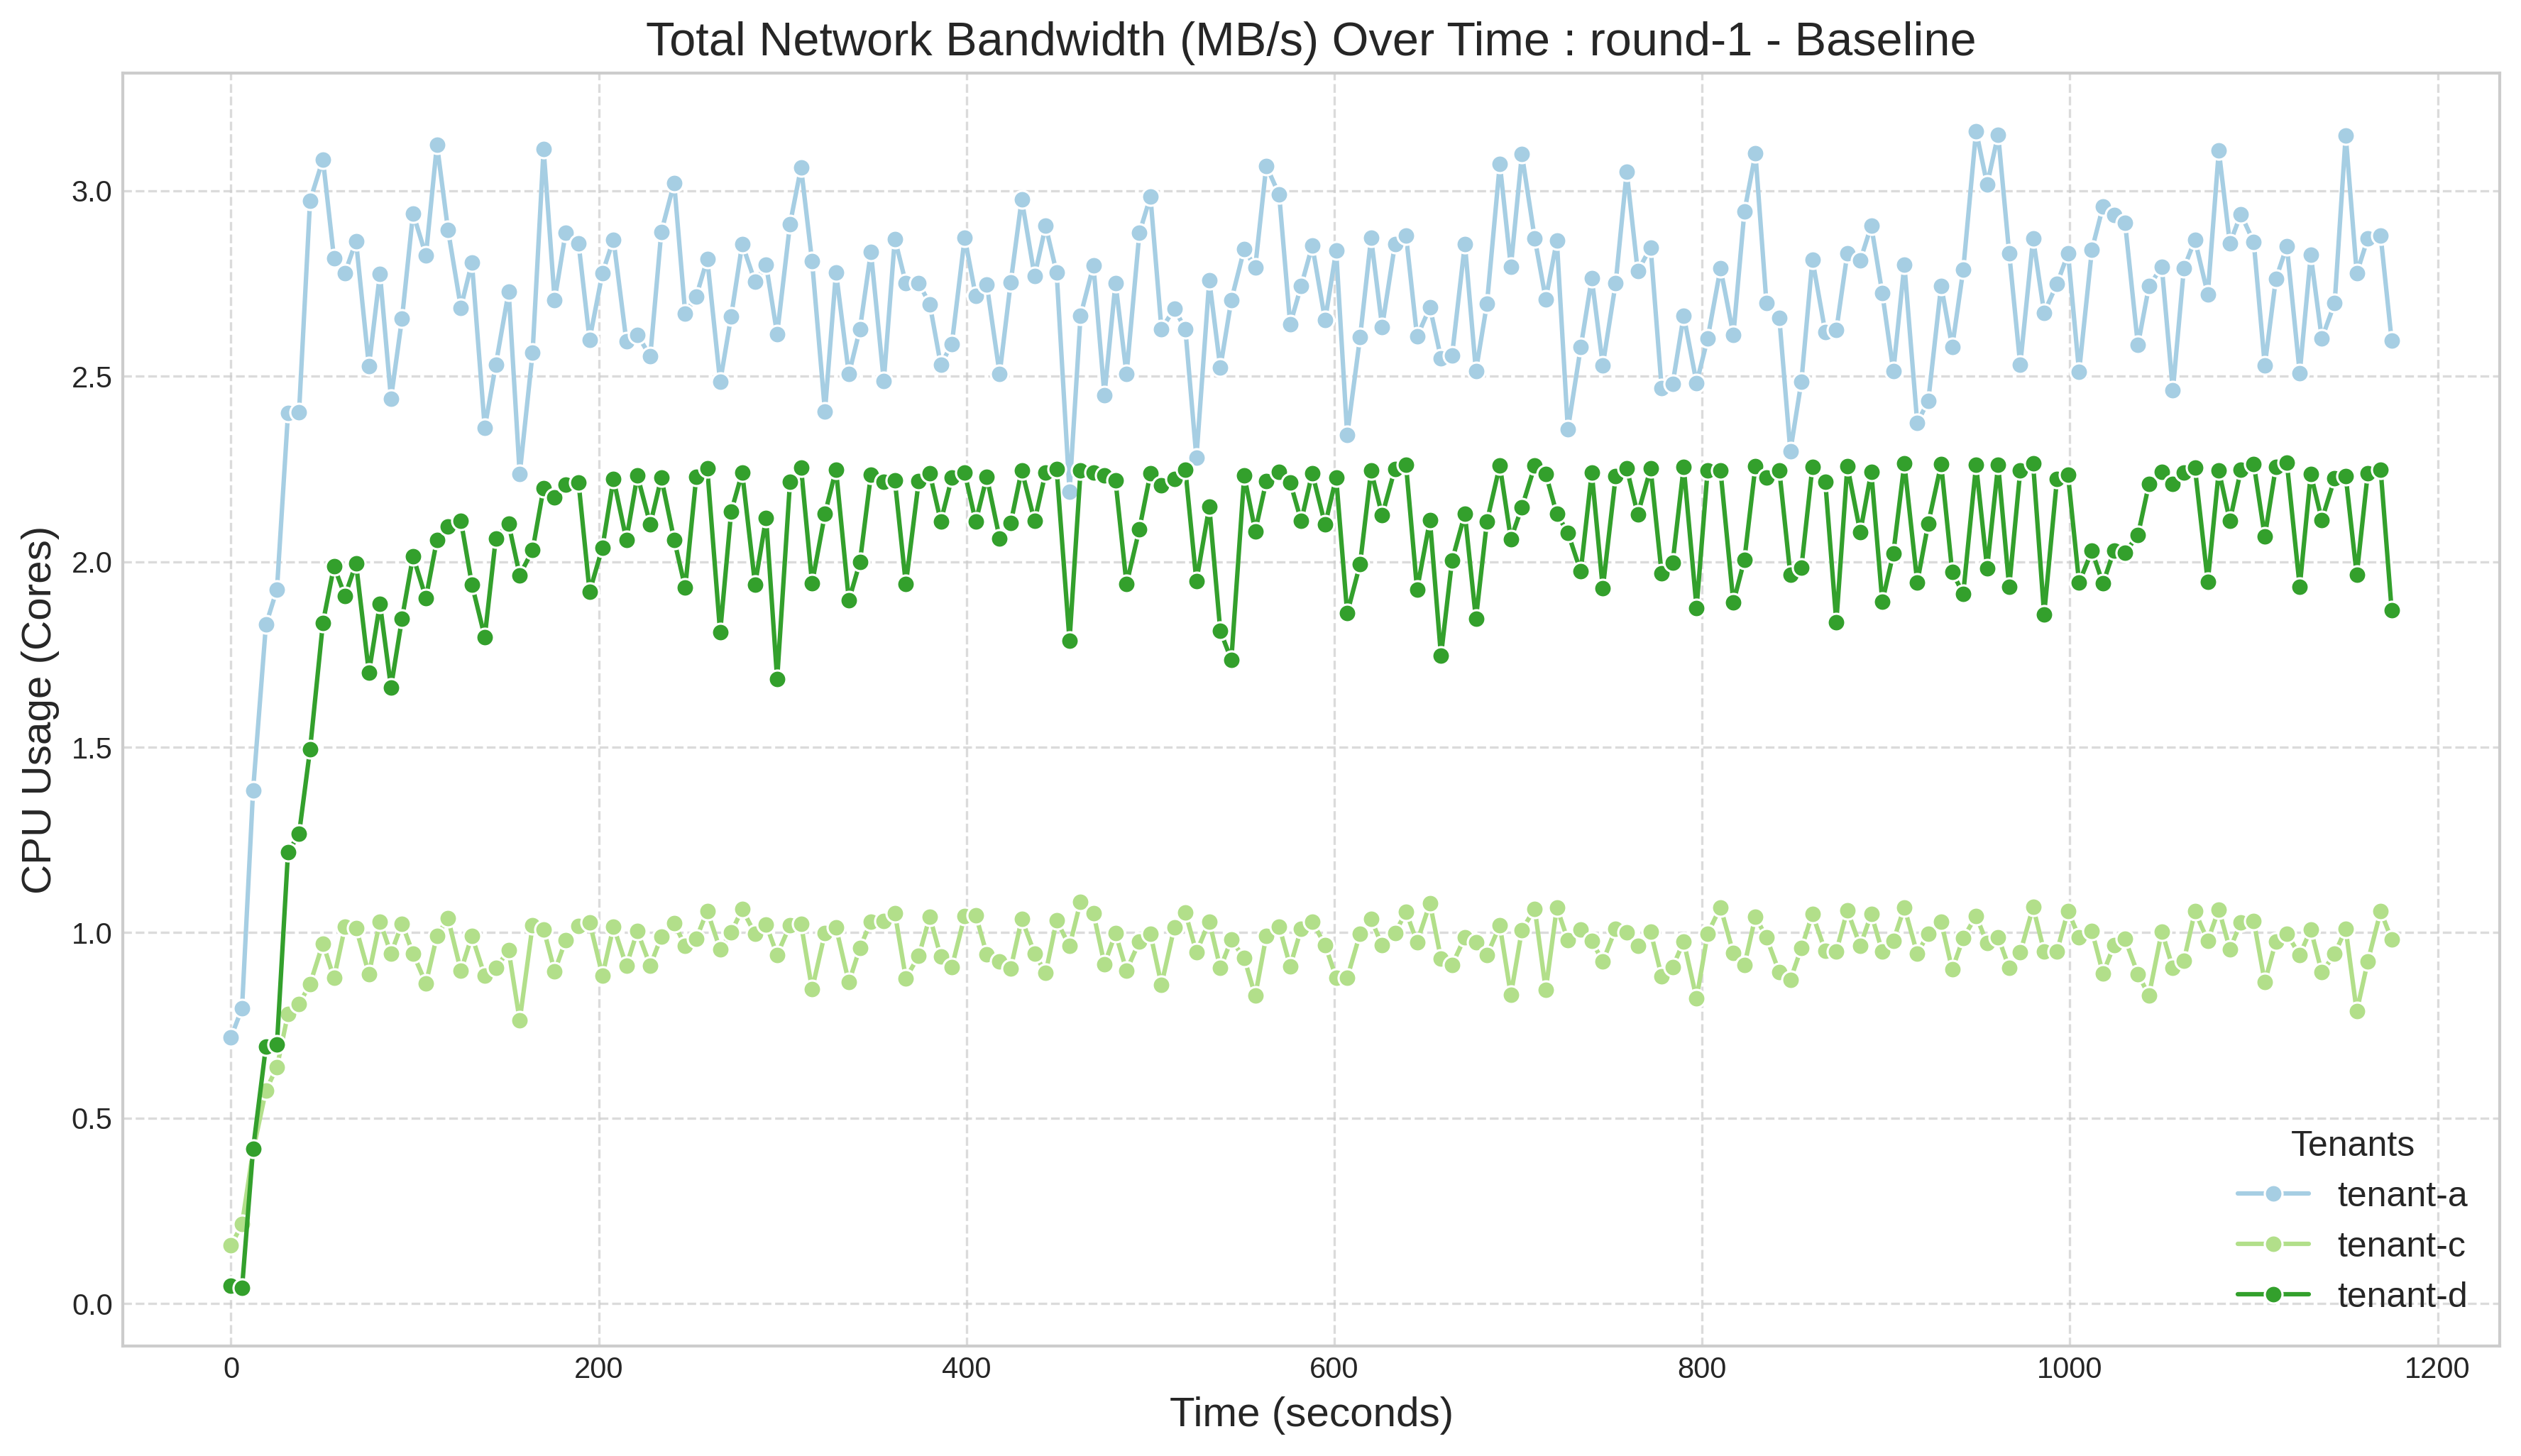 Total Network Bandwidth (MB/s) Over Time : round-1 - Baseline
CPU Usage (Cores)
3.0
2.5
2.0
1.5
1.0
0.5
0.0
0 200 400 600 800 1000 1200
Time (seconds)
Tenants
tenant-a
tenant-c
tenant-d